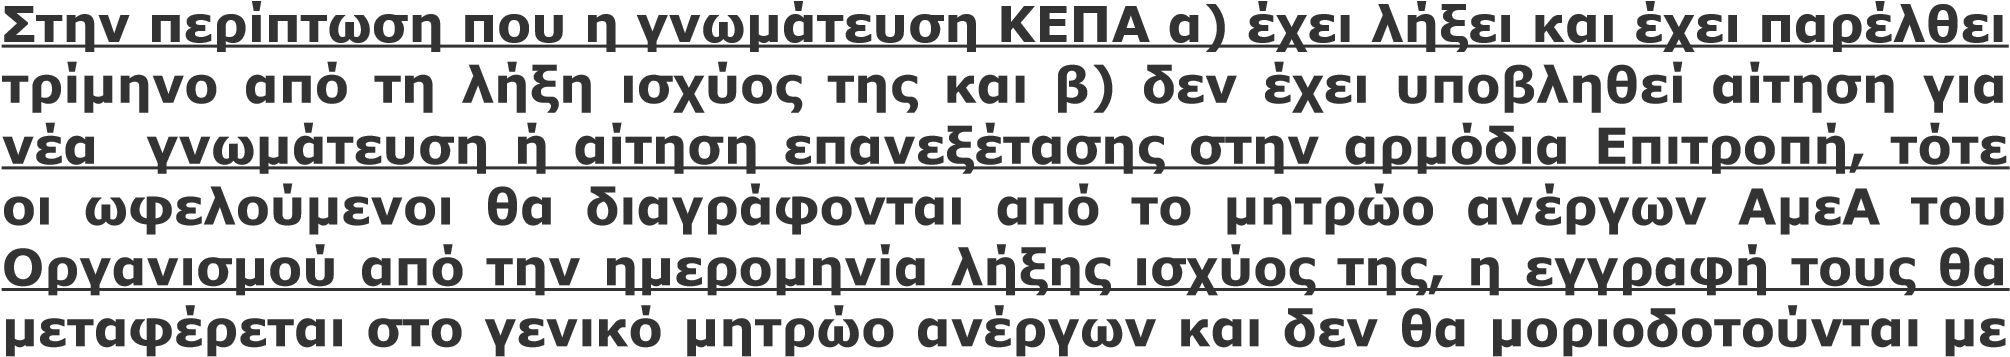 Στην περίπτωση που η γνωμάτευση ΚΕΠΑ α) έχει λήξει και έχει παρέλθει
τρίμηνο από τη λήξη ισχύος της και β) δεν έχει υποβληθεί αίτηση για
νέα γνωμάτευση ή αίτηση επανεξέτασης στην αρμόδια Επιτροπή, τότε
οι ωφελούμενοι θα διαγράφονται από το μητρώο ανέργων ΑμεΑ του
Οργανισμού από την ημερομηνία λήξης ισχύος της, η εγγραφή τους θα
μεταφέρεται στο γενικό μητρώο ανέργων και δεν θα μοριοδοτούνται με